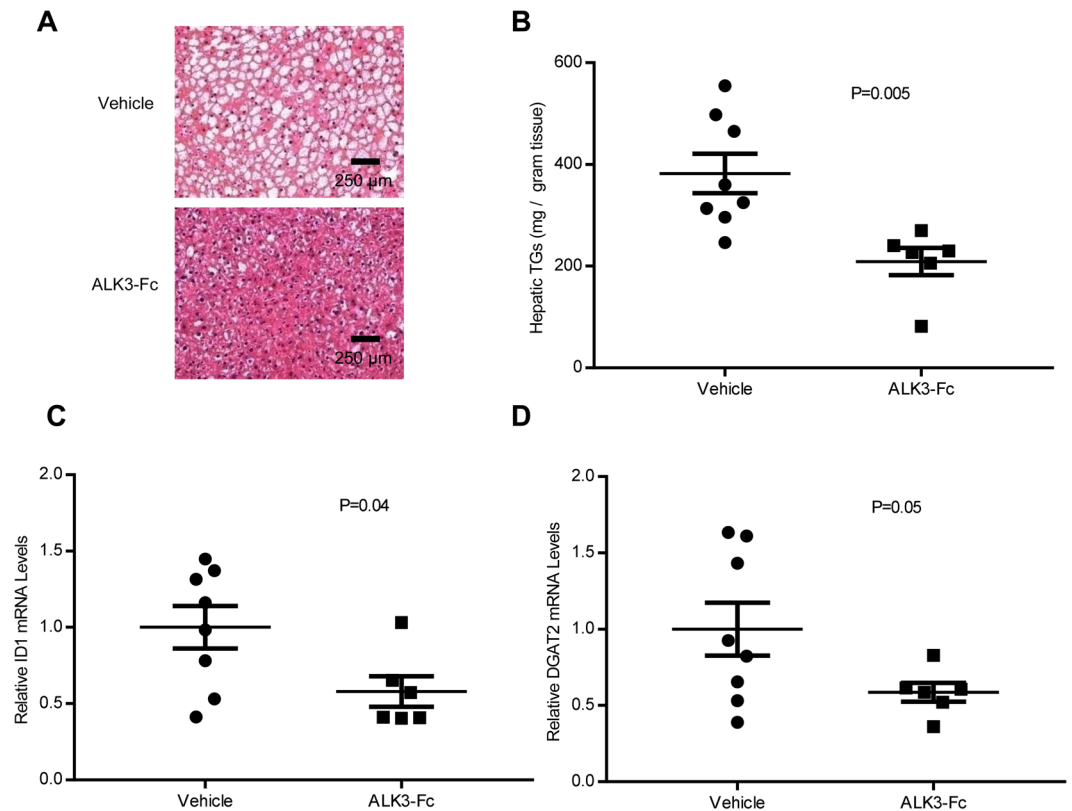 A
Vehicle
250 µm
ALK3-Fc
250 µm
B
Hepatic TGs (mg / gram tissue)
600
400
200
0
P=0.005
Vehicle
ALK3-Fc
C
Relative ID1 mRNA Levels
2.0
1.5
1.0
0.5
0.0
P=0.04
Vehicle
ALK3-Fc
D
Relative DGAT2 mRNA Levels
2.0
1.5
1.0
0.5
0.0
P=0.05
Vehicle
ALK3-Fc